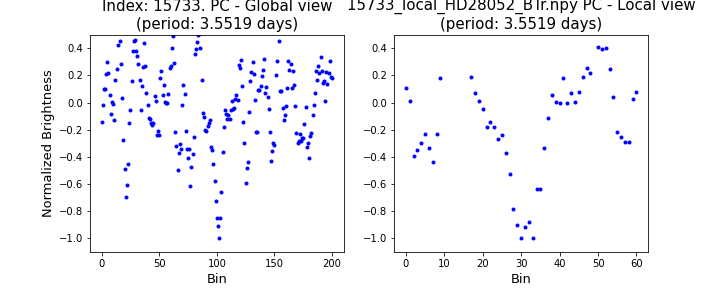 Index: 15733. PC - Global view
(period: 3.5519 days)
15733_local_HD28052_BTr.npy PC - Local view
(period: 3.5519 days)
Normalized Brightness
0.4
0.2
0.0
−0.2
−0.4
−0.6
−0.8
−1.0
0 50 100 150 200
Bin
0.4
0.2
0.0
−0.2
−0.4
−0.6
−0.8
−1.0
0 10 20 30 40 50 60
Bin